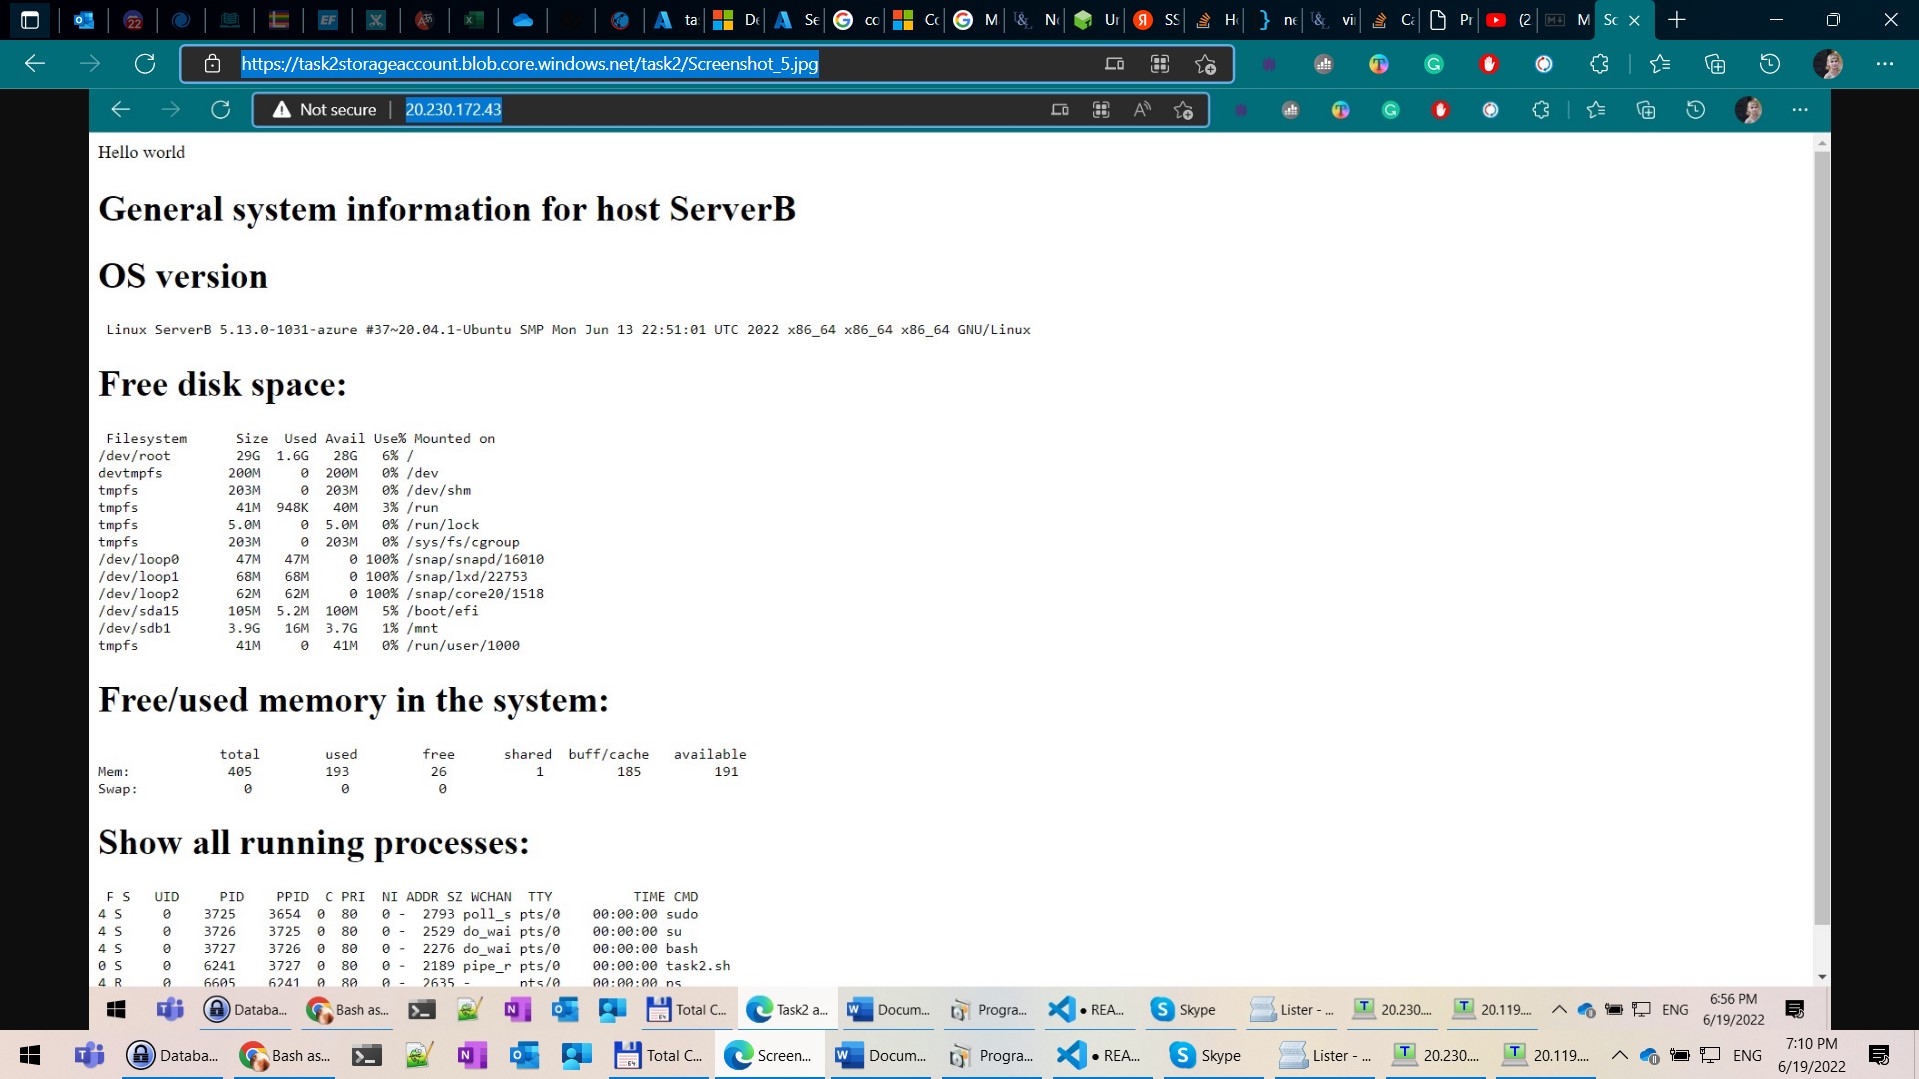 22
EF
ta
De
Se
co
Co
M
No
Ur
SS
H
ne
vi
Ca
Pr
(2
M
Sc
https://task2storageaccount.blob.core.windows.net/task2/Screenshot_5.jpg
Not secure | 20.230.172.43
Hello world
General system information for host ServerB
OS version
Linux ServerB 5.13.0-1031-azure #37~20.04.1-Ubuntu SMP Mon Jun 13 22:51:01 UTC 2022 x86_64 x86_64 x86_64 GNU/Linux
Free disk space:
Filesystem Size Used Avail Use% Mounted on
/dev/root 29G 1.6G 28G 6% /
devtmpfs 200M 0 200M 0% /dev
tmpfs 203M 0 203M 0% /dev/shm
tmpfs 41M 948K 40M 3% /run
tmpfs 5.0M 0 5.0M 0% /run/lock
tmpfs 203M 0 203M 0% /sys/fs/cgroup
/dev/loop0 47M 47M 0 100% /snap/snapd/16010
/dev/loop1 68M 68M 0 100% /snap/lxd/22753
/dev/loop2 62M 62M 0 100% /snap/core20/1518
/dev/sda15 105M 5.2M 100M 5% /boot/efi
/dev/sdb1 3.9G 16M 3.7G 1% /mnt
tmpfs 41M 0 41M 0% /run/user/1000
Free/used memory in the system:
total used free shared buff/cache available
Mem: 405 193 26 1 185 191
Swap: 0 0 0
Show all running processes:
F S UID PID PPID C PRI NI ADDR SZ WCHAN TTY TIME CMD
4 S 0 3725 3654 0 80 0 - 2793 poll_s pts/0 00:00:00 sudo
4 S 0 3726 3725 0 80 0 - 2529 do_wai pts/0 00:00:00 su
4 S 0 3727 3726 0 80 0 - 2276 do_wai pts/0 00:00:00 bash
0 S 0 6241 3727 0 80 0 - 2189 pipe_r pts/0 00:00:00 task2.sh
4 R 0 6605 6241 0 80 0 - 2635 - pts/0 00:00:00 ps
Databa... Bash as... Total C... Task2 a... Docum... Progra... • REA... Skype Lister - ... 20.230.... 20.119.... ENG 6:56 PM
6/19/2022
Databa... Bash as... Total C... Screen... Docum... Progra... • REA... Skype Lister - ... 20.230.... 20.119.... ENG 7:10 PM
6/19/2022